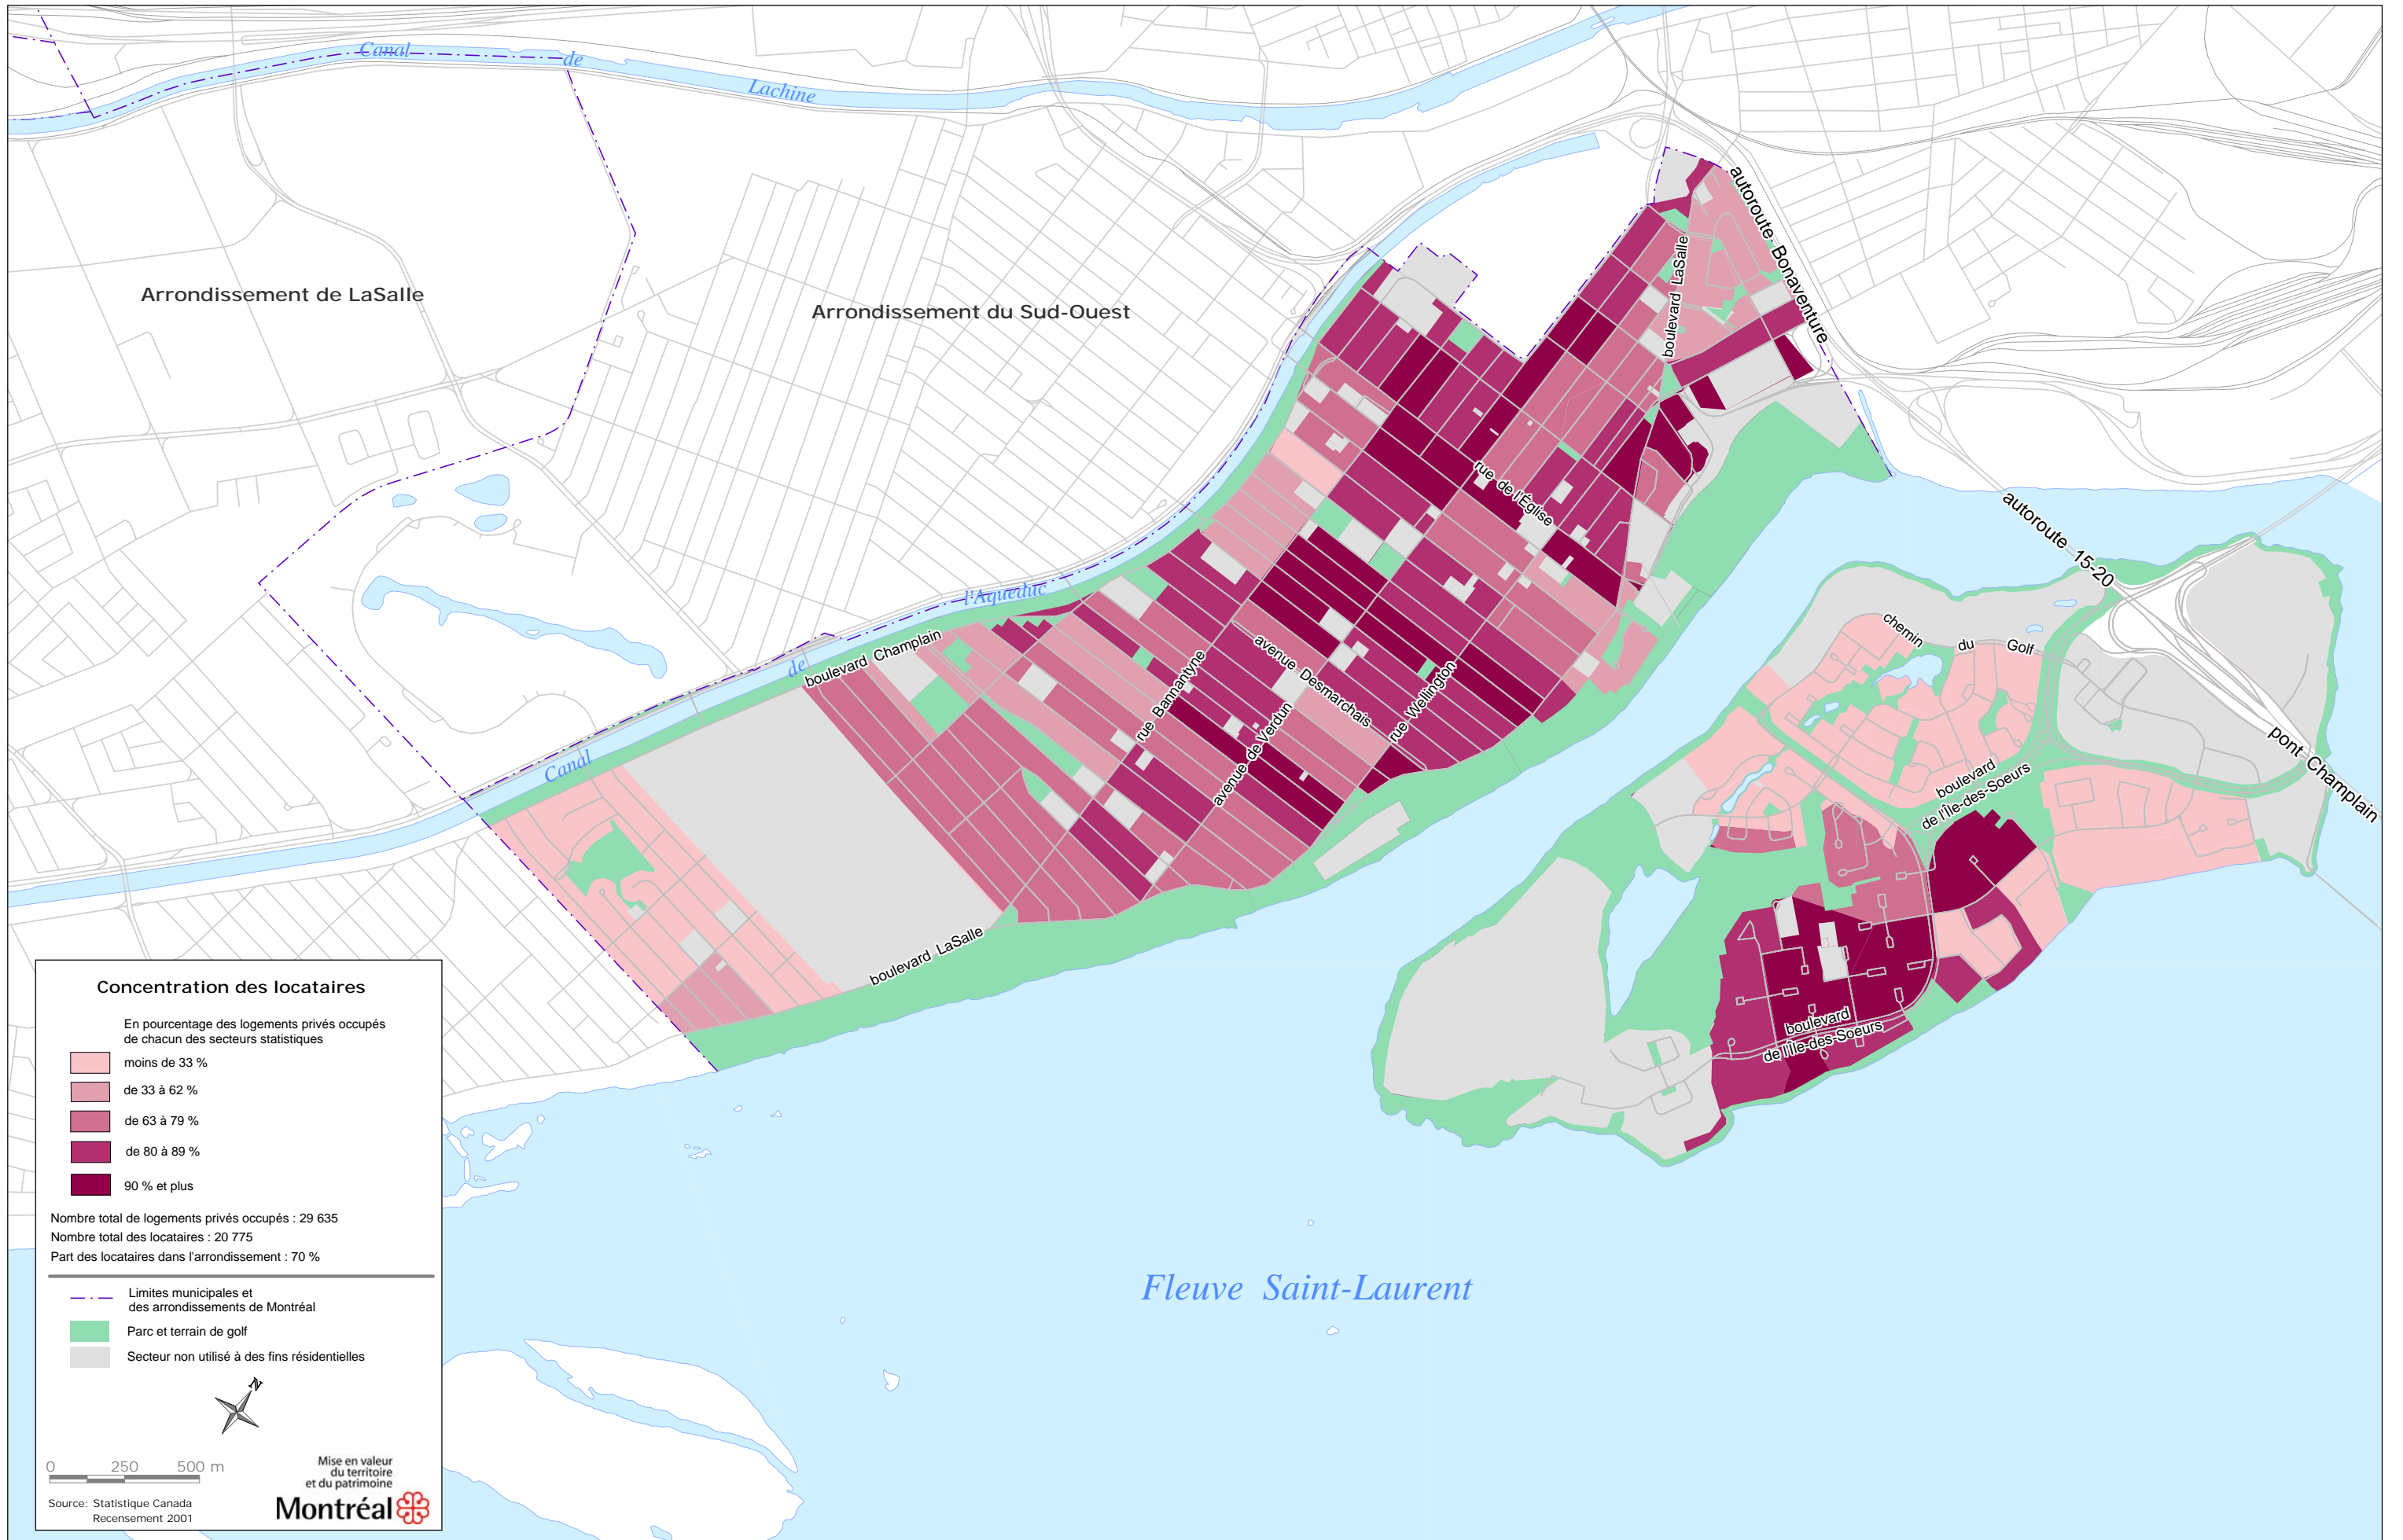 Canal
de
Lachine
Arrondissement de LaSalle
Arrondissement du Sud-Ouest
autoroute Bonaventure
boulevard LaSalle
rue de l'Église
autoroute 15-20
l'Aqueduc
de
Canal
boulevard Champlain
rue Bannantyne
avenue Desmarchais
avenue de Verdun
rue Wellington
chemin du Golf
boulevard
de l'Île-des-Soeurs
pont Champlain
boulevard LaSalle
boulevard
de l'Île-des-Soeurs
Fleuve Saint-Laurent
Concentration des locataires
En pourcentage des logements privés occupés
de chacun des secteurs statistiques
moins de 33 %
de 33 à 62 %
de 63 à 79 %
de 80 à 89 %
90 % et plus
Nombre total de logements privés occupés : 29 635
Nombre total des locataires : 20 775
Part des locataires dans l'arrondissement : 70 %
Limites municipales et
des arrondissements de Montréal
Parc et terrain de golf
Secteur non utilisé à des fins résidentielles
N
0 250 500 m
Source: Statistique Canada
Recensement 2001
Mise en valeur
du territoire
et du patrimoine
Montréal